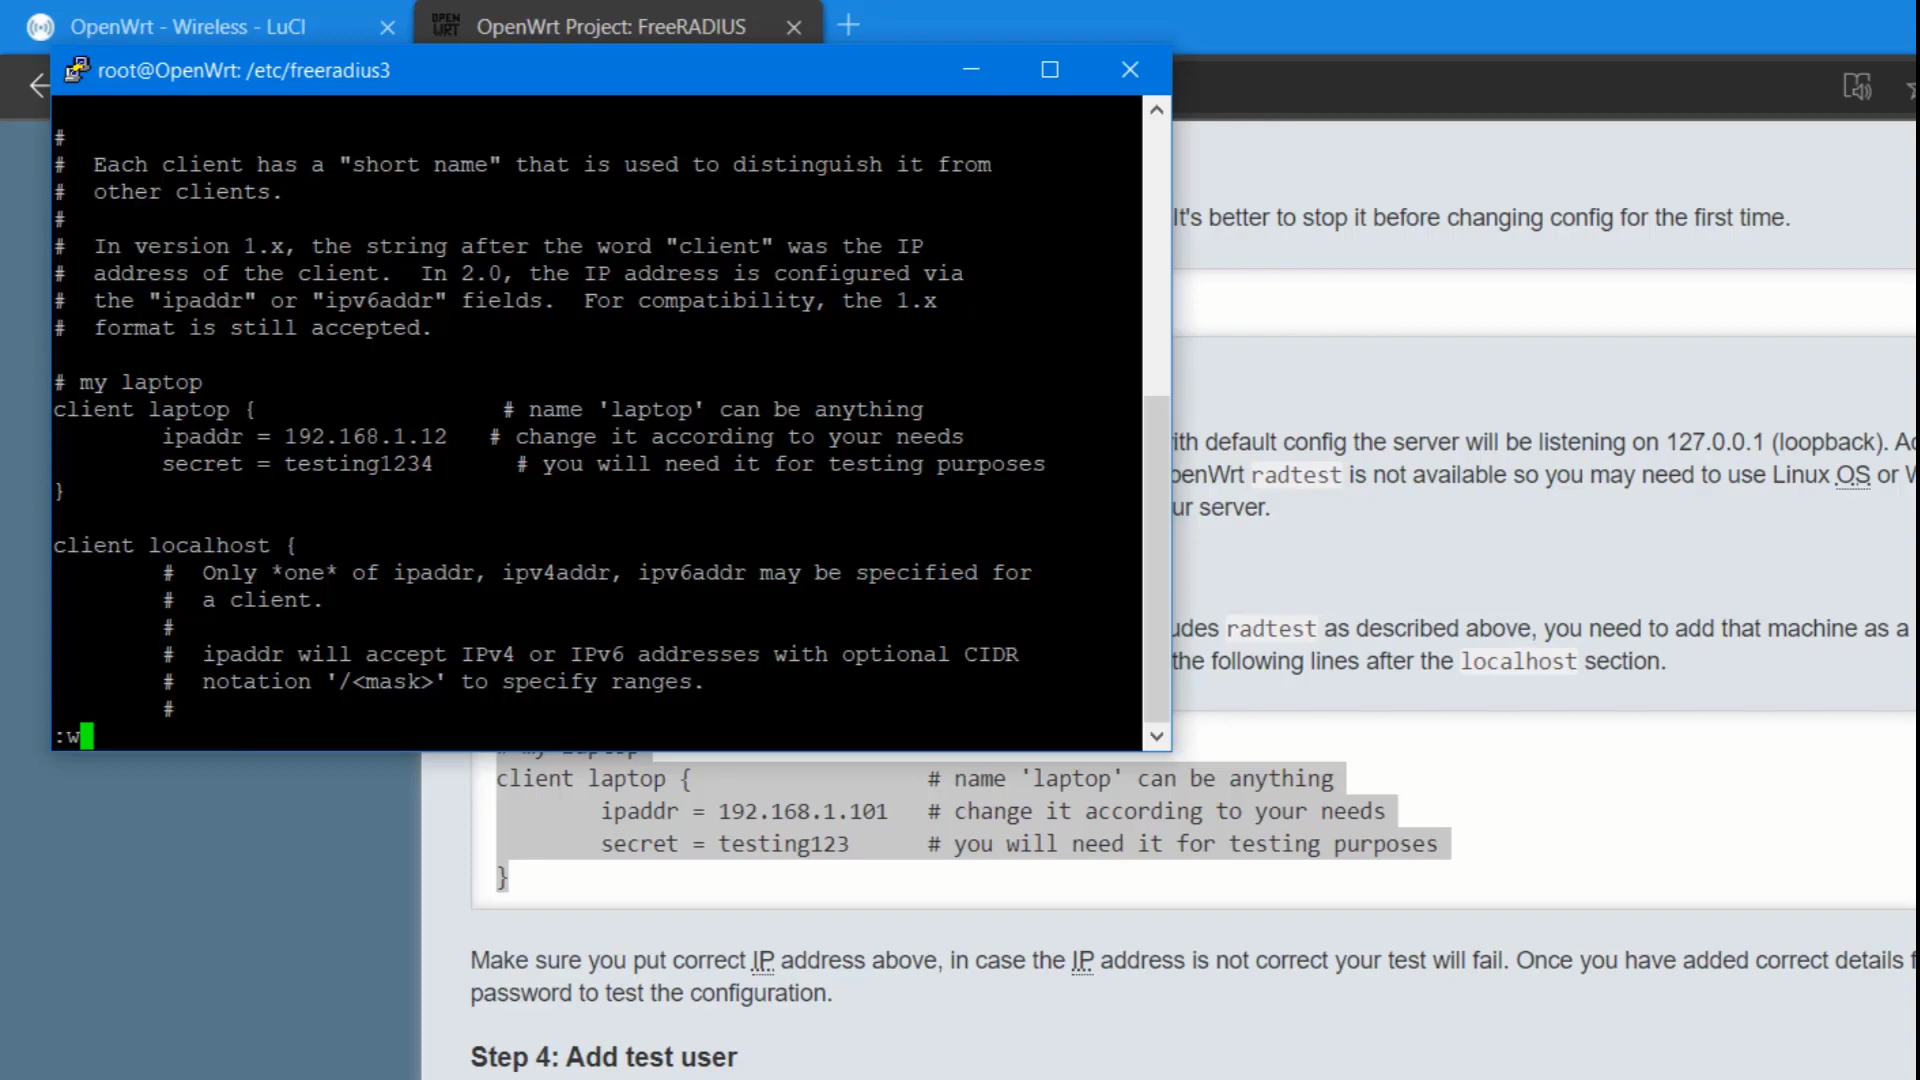 OpenWrt - Wireless - LuCI
OPEN WRT
OpenWrt Project: FreeRADIUS
root@OpenWrt: /etc/freeradius3
#
#  Each client has a "short name" that is used to distinguish it from
#  other clients.
#
#  In version 1.x, the string after the word "client" was the IP
#  address of the client.  In 2.0, the IP address is configured via
#  the "ipaddr" or "ipv6addr" fields.  For compatibility, the 1.x
#  format is still accepted.
# my laptop
client laptop {                  # name 'laptop' can be anything
        ipaddr = 192.168.1.12   # change it according to your needs
        secret = testing1234      # you will need it for testing purposes
}
client localhost {
        #  Only *one* of ipaddr, ipv4addr, ipv6addr may be specified for
        #  a client.
        #
        #  ipaddr will accept IPv4 or IPv6 addresses with optional CIDR
        #  notation '/<mask>' to specify ranges.
        #
:w
It's better to stop it before changing config for the first time.
ith default config the server will be listening on 127.0.0.1 (loopback).
penWrt radtest is not available so you may need to use Linux OS or
ur server.
udes radtest as described above, you need to add that machine as a
the following lines after the localhost section.
client laptop {                  # name 'laptop' can be anything
        ipaddr = 192.168.1.101   # change it according to your needs
        secret = testing123      # you will need it for testing purposes
}
Make sure you put correct IP address above, in case the IP address is not correct your test will fail. Once you have added correct details
password to test the configuration.
Step 4: Add test user